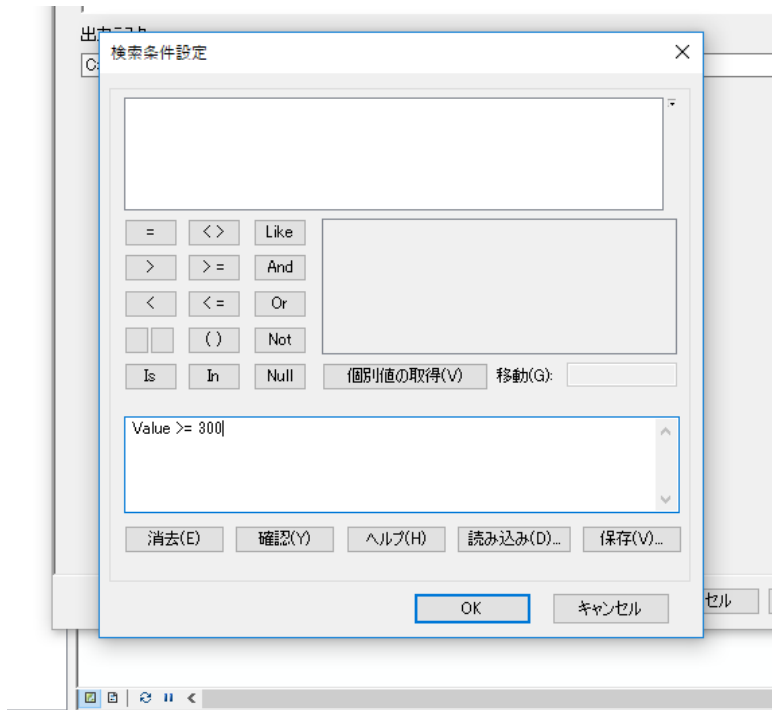 検索条件設定
C:
= < > Like
> > = And
< < = Or
( ) Not
Is In Null
個別値の取得(V) 移動(G):
Value >= 300
消去(E) 確認(Y) ヘルプ(H) 読み込み(D)... 保存(V)...
OK キャンセル
セル